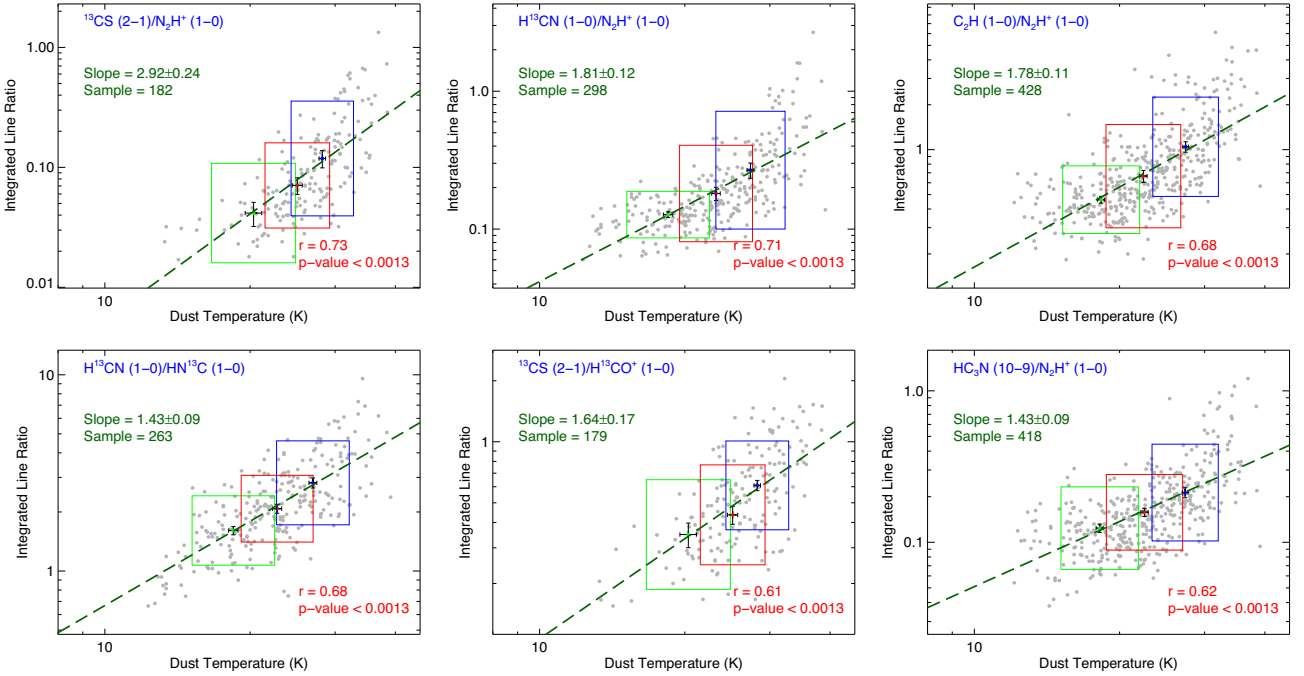 ¹³CS (2−1)/N₂H⁺ (1−0)
Slope = 2.92±0.24
Sample = 182
r = 0.73
p−value < 0.0013
1.00
0.10
0.01
10
Integrated Line Ratio
Dust Temperature (K)
H¹³CN (1−0)/N₂H⁺ (1−0)
Slope = 1.81±0.12
Sample = 298
r = 0.71
p−value < 0.0013
1.0
0.1
10
Integrated Line Ratio
Dust Temperature (K)
C₂H (1−0)/N₂H⁺ (1−0)
Slope = 1.78±0.11
Sample = 428
r = 0.68
p−value < 0.0013
1
10
Integrated Line Ratio
Dust Temperature (K)
H¹³CN (1−0)/HN¹³C (1−0)
Slope = 1.43±0.09
Sample = 263
r = 0.68
p−value < 0.0013
10
1
10
Integrated Line Ratio
Dust Temperature (K)
¹³CS (2−1)/H¹³CO⁺ (1−0)
Slope = 1.64±0.17
Sample = 179
r = 0.61
p−value < 0.0013
1
10
Integrated Line Ratio
Dust Temperature (K)
HC₃N (10−9)/N₂H⁺ (1−0)
Slope = 1.43±0.09
Sample = 418
r = 0.62
p−value < 0.0013
1.0
0.1
10
Integrated Line Ratio
Dust Temperature (K)